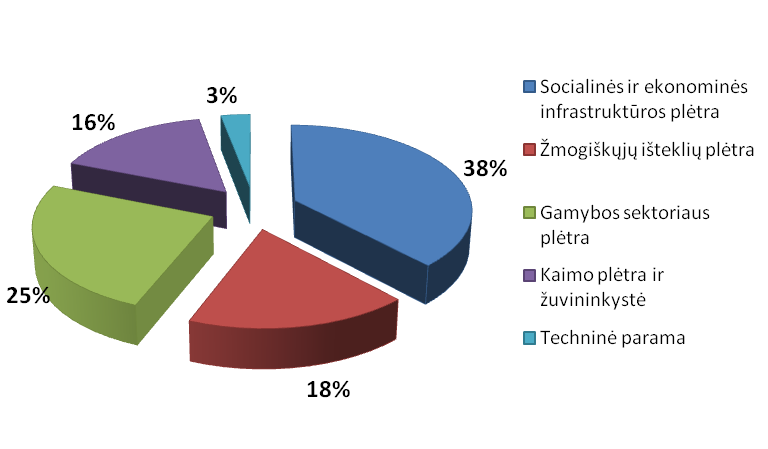 3%
16%
38%
25%
18%
Socialinės ir ekonominės
infrastruktūros plėtra
Žmogiškųjų išteklių plėtra
Gamybos sektoriaus
plėtra
Kaimo plėtra ir
žuvininkystė
Techninė parama